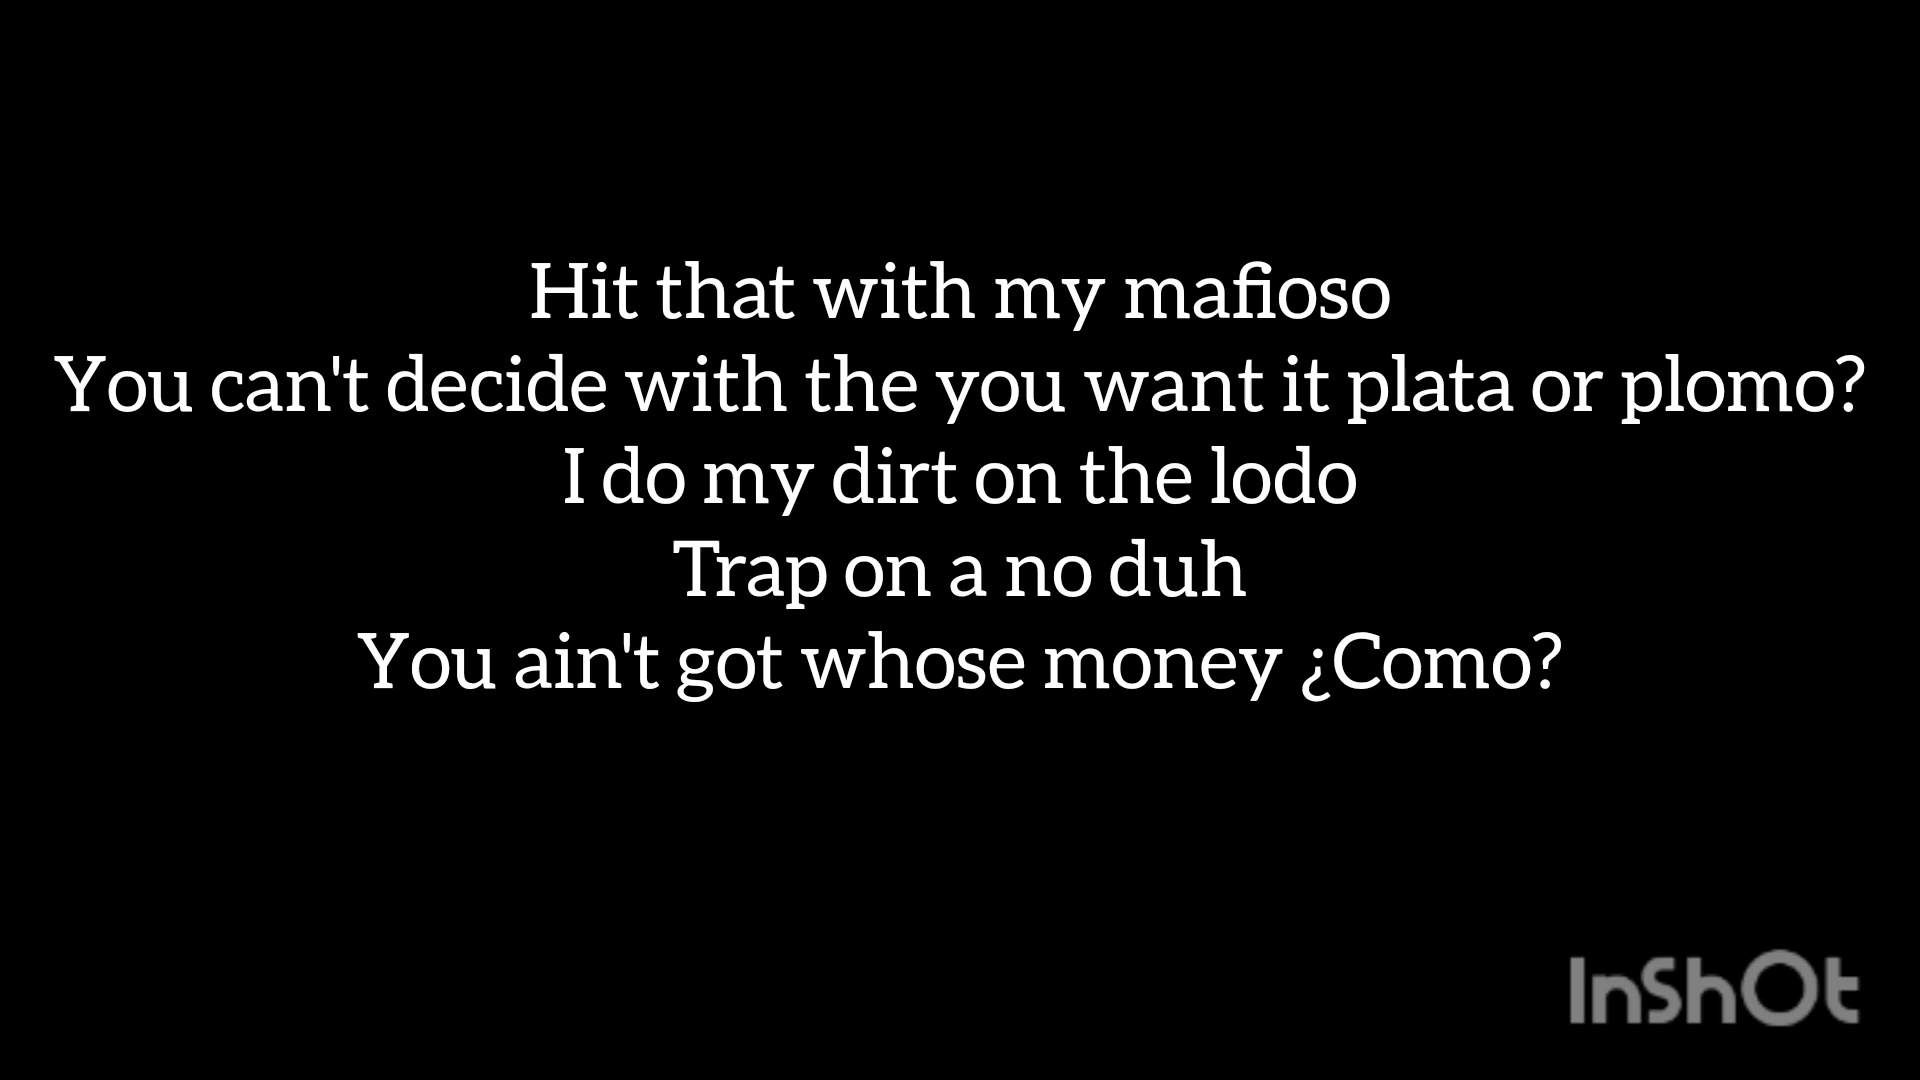 Hit that with my mafioso
You can't decide with the you want it plata or plomo?
I do my dirt on the lodo
Trap on a no duh
You ain't got whose money ¿Como?
InShOt